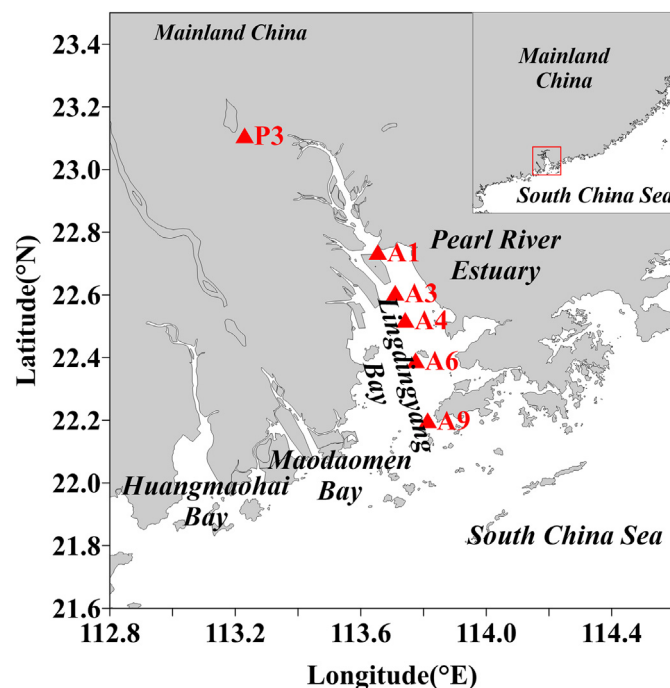 Mainland China
Mainland
China
South China Sea
P3
A1
Pearl River
Estuary
A3
A4
Lingdingyang
Bay
A6
A9
Maodaomen
Bay
Huangmaohai
Bay
South China Sea
23.4
23.2
23.0
22.8
22.6
22.4
22.2
22.0
21.8
21.6
Latitude(°N)
112.8
113.2
113.6
114.0
114.4
Longitude(°E)